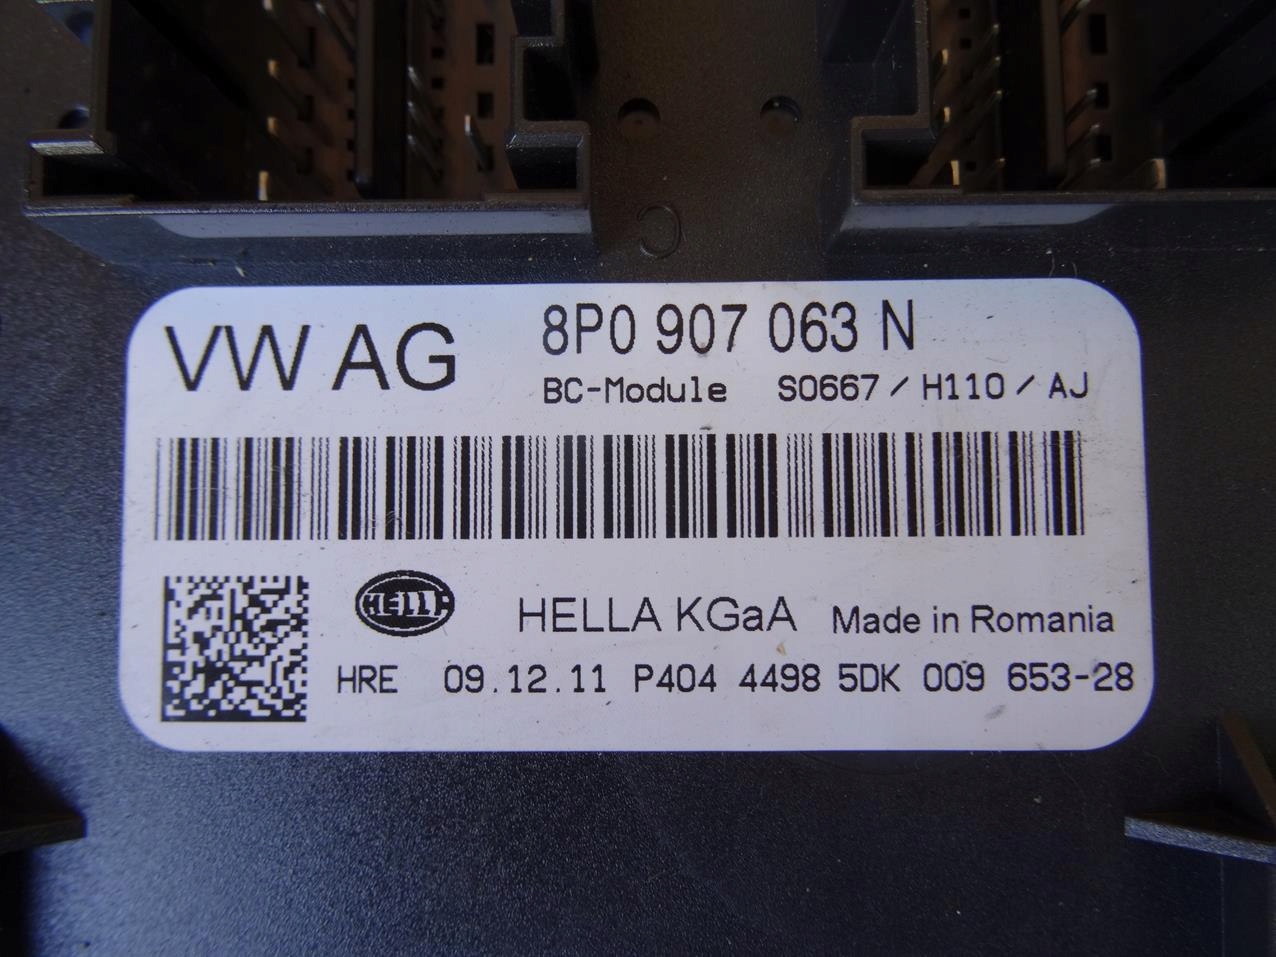 C
VW AG 8P0 907 063 N
BC-Module S0667/H110/AJ
HELLA HELLA KGaA Made in Romania
HRE 09.12.11 P404 4498 5DK 009 653-28